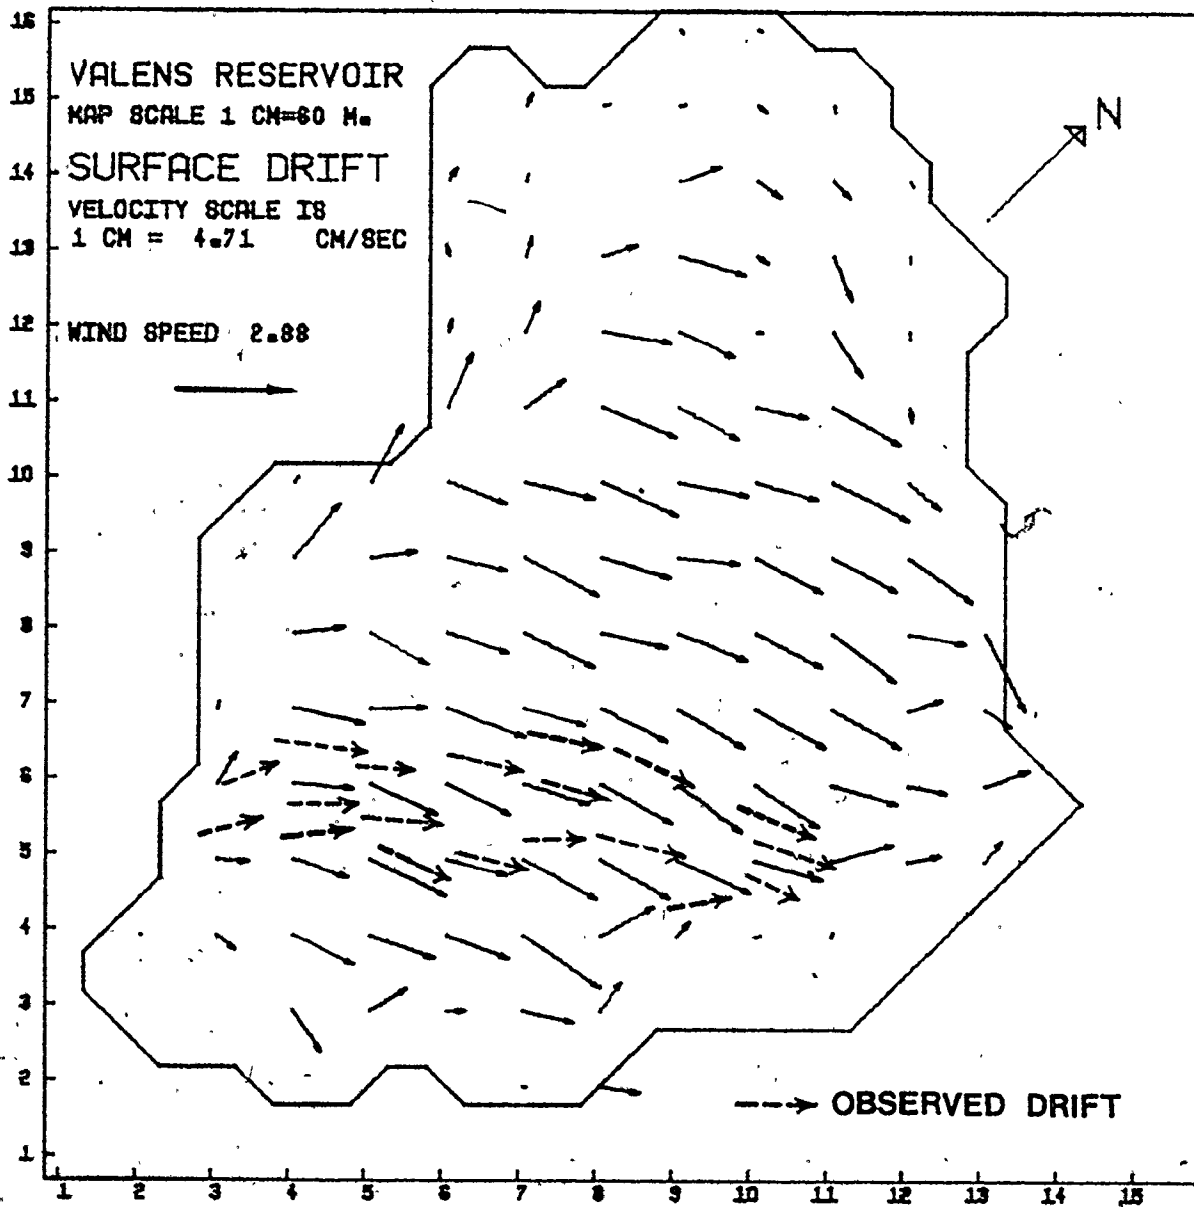 VALENS RESERVOIR
MAP SCALE 1 CM=60 M.
SURFACE DRIFT
VELOCITY SCALE IS
1 CM = 4.71 CM/SEC
WIND SPEED 2.88
N
16
15
14
13
12
11
10
9
8
7
6
5
4
3
2
1
OBSERVED DRIFT
1 2 3 4 5 6 7 8 9 10 11 12 13 14 15